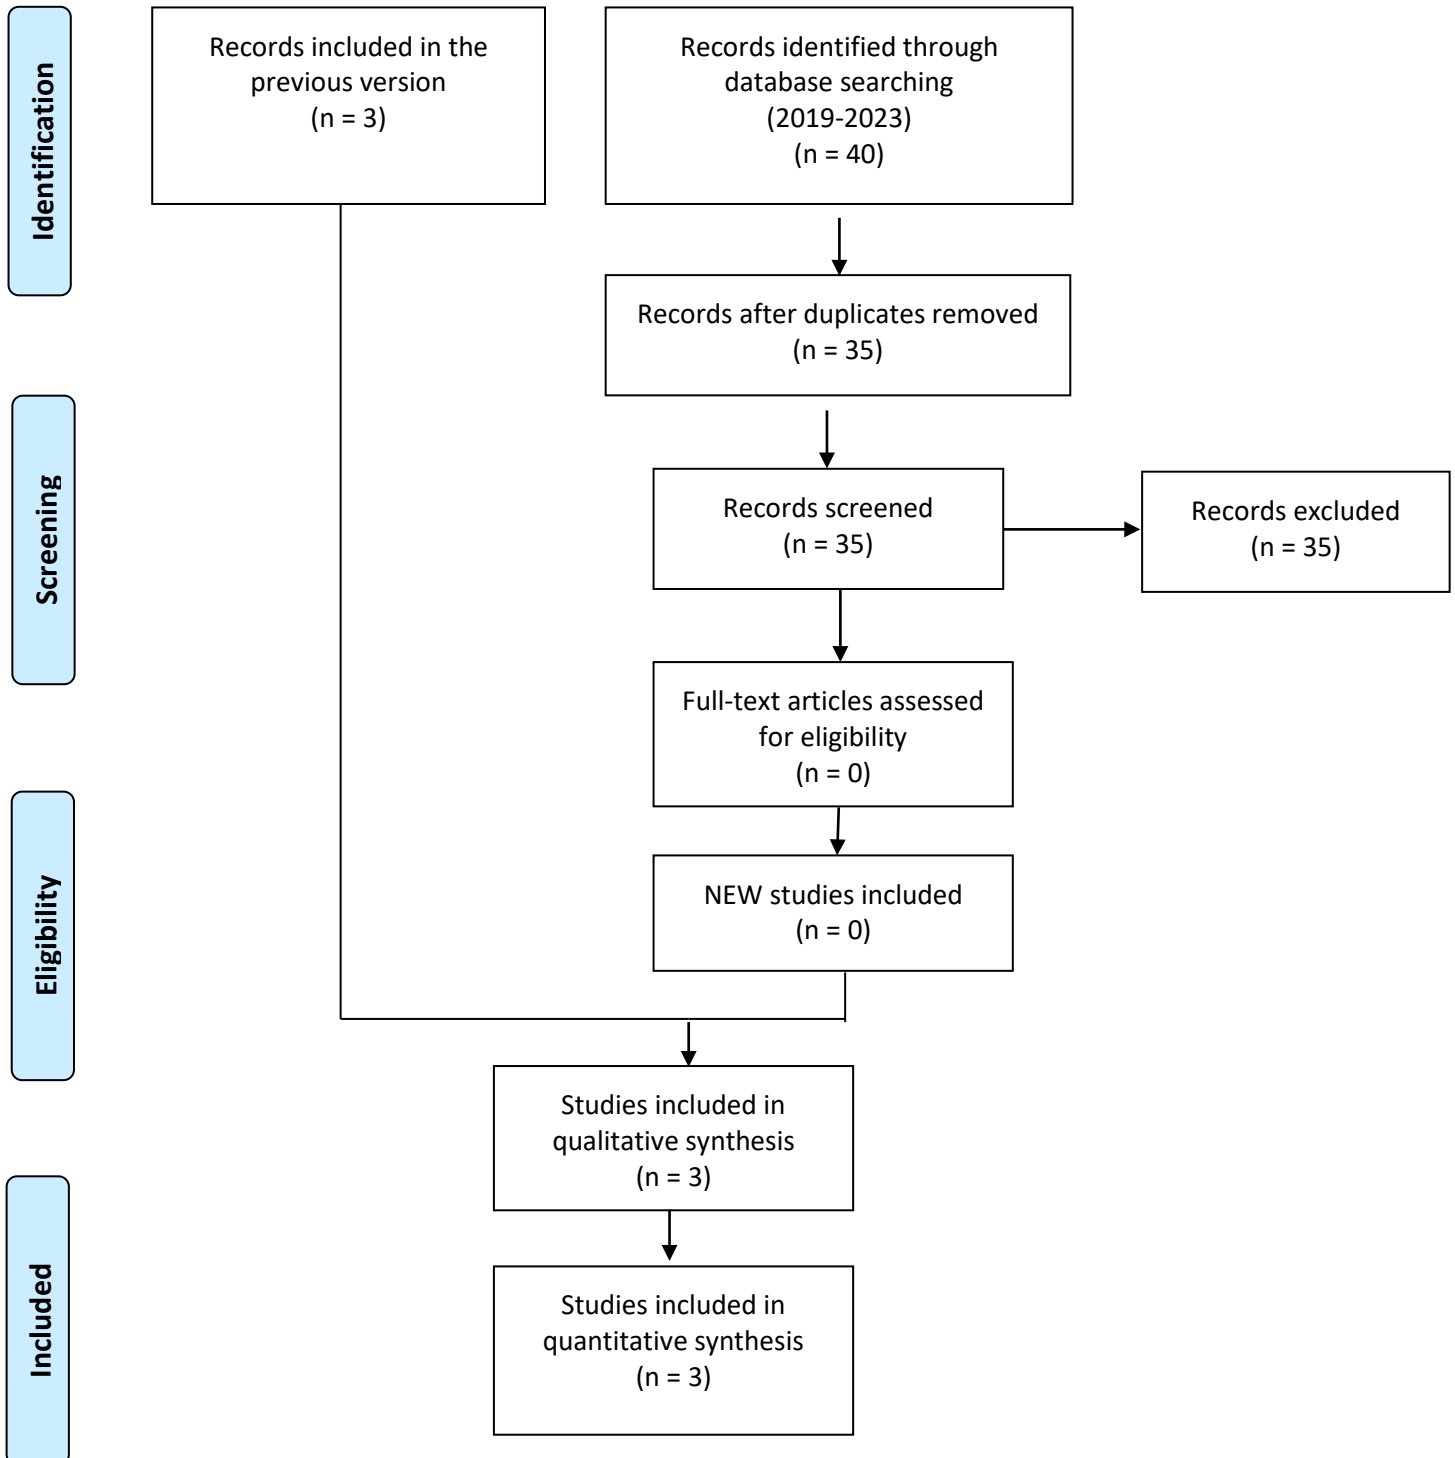 Identification
Records included in the
previous version
(n = 3)
Records identified through
database searching
(2019-2023)
(n = 40)
Records after duplicates removed
(n = 35)
Screening
Records screened
(n = 35)
Records excluded
(n = 35)
Full-text articles assessed
for eligibility
(n = 0)
Eligibility
NEW studies included
(n = 0)
Studies included in
qualitative synthesis
(n = 3)
Included
Studies included in
quantitative synthesis
(n = 3)